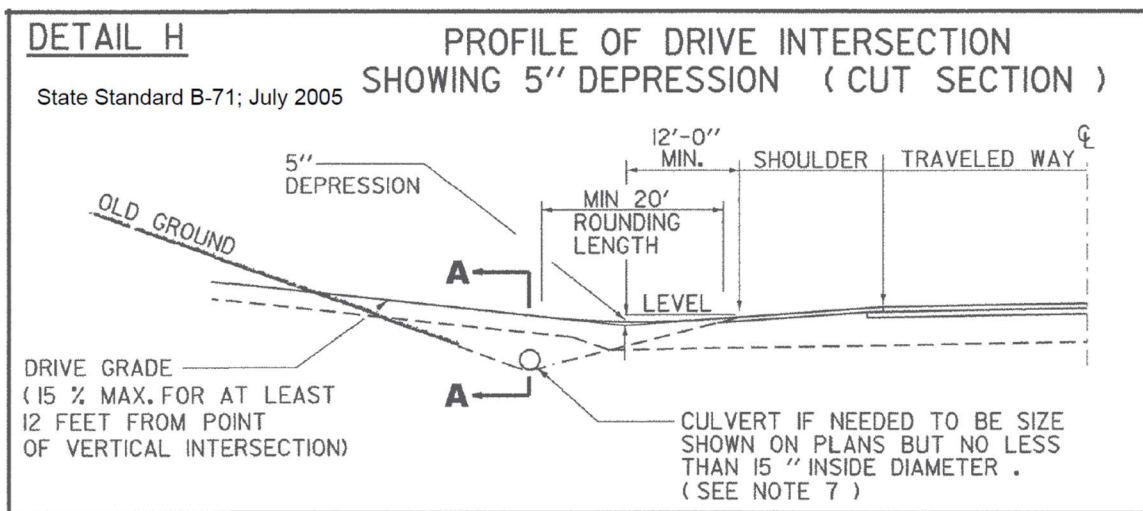 DETAIL H
PROFILE OF DRIVE INTERSECTION
SHOWING 5" DEPRESSION ( CUT SECTION )
State Standard B-71; July 2005
5"
DEPRESSION
12'-0"
MIN.
SHOULDER
TRAVELED WAY
℄
MIN 20'
ROUNDING
LENGTH
OLD GROUND
A
LEVEL
A
DRIVE GRADE
(15 % MAX. FOR AT LEAST
12 FEET FROM POINT
OF VERTICAL INTERSECTION)
CULVERT IF NEEDED TO BE SIZE
SHOWN ON PLANS BUT NO LESS
THAN 15 " INSIDE DIAMETER .
( SEE NOTE 7 )